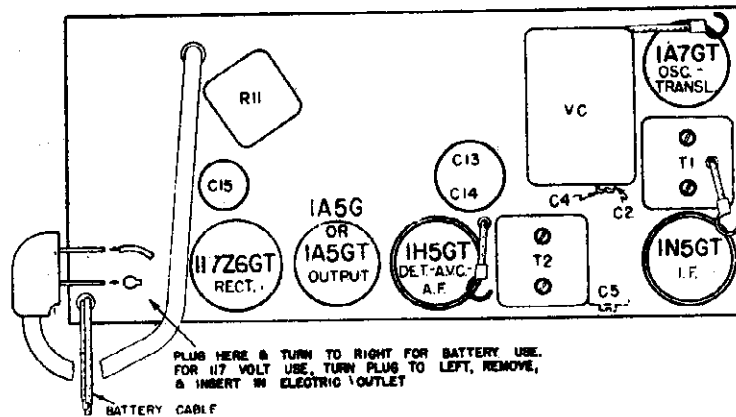 1A7GT
OSC.-
TRANSL.
R11
VC
C13
C14
T1
C15
C4
C2
1A5G
OR
1A5GT
OUTPUT
117Z6GT
RECT.
1H5GT
DET.-A.V.C.-
A.F.
T2
C5
1N5GT
I.F.
PLUG HERE & TURN TO RIGHT FOR BATTERY USE.
FOR 117 VOLT USE, TURN PLUG TO LEFT, REMOVE,
& INSERT IN ELECTRIC OUTLET
BATTERY CABLE